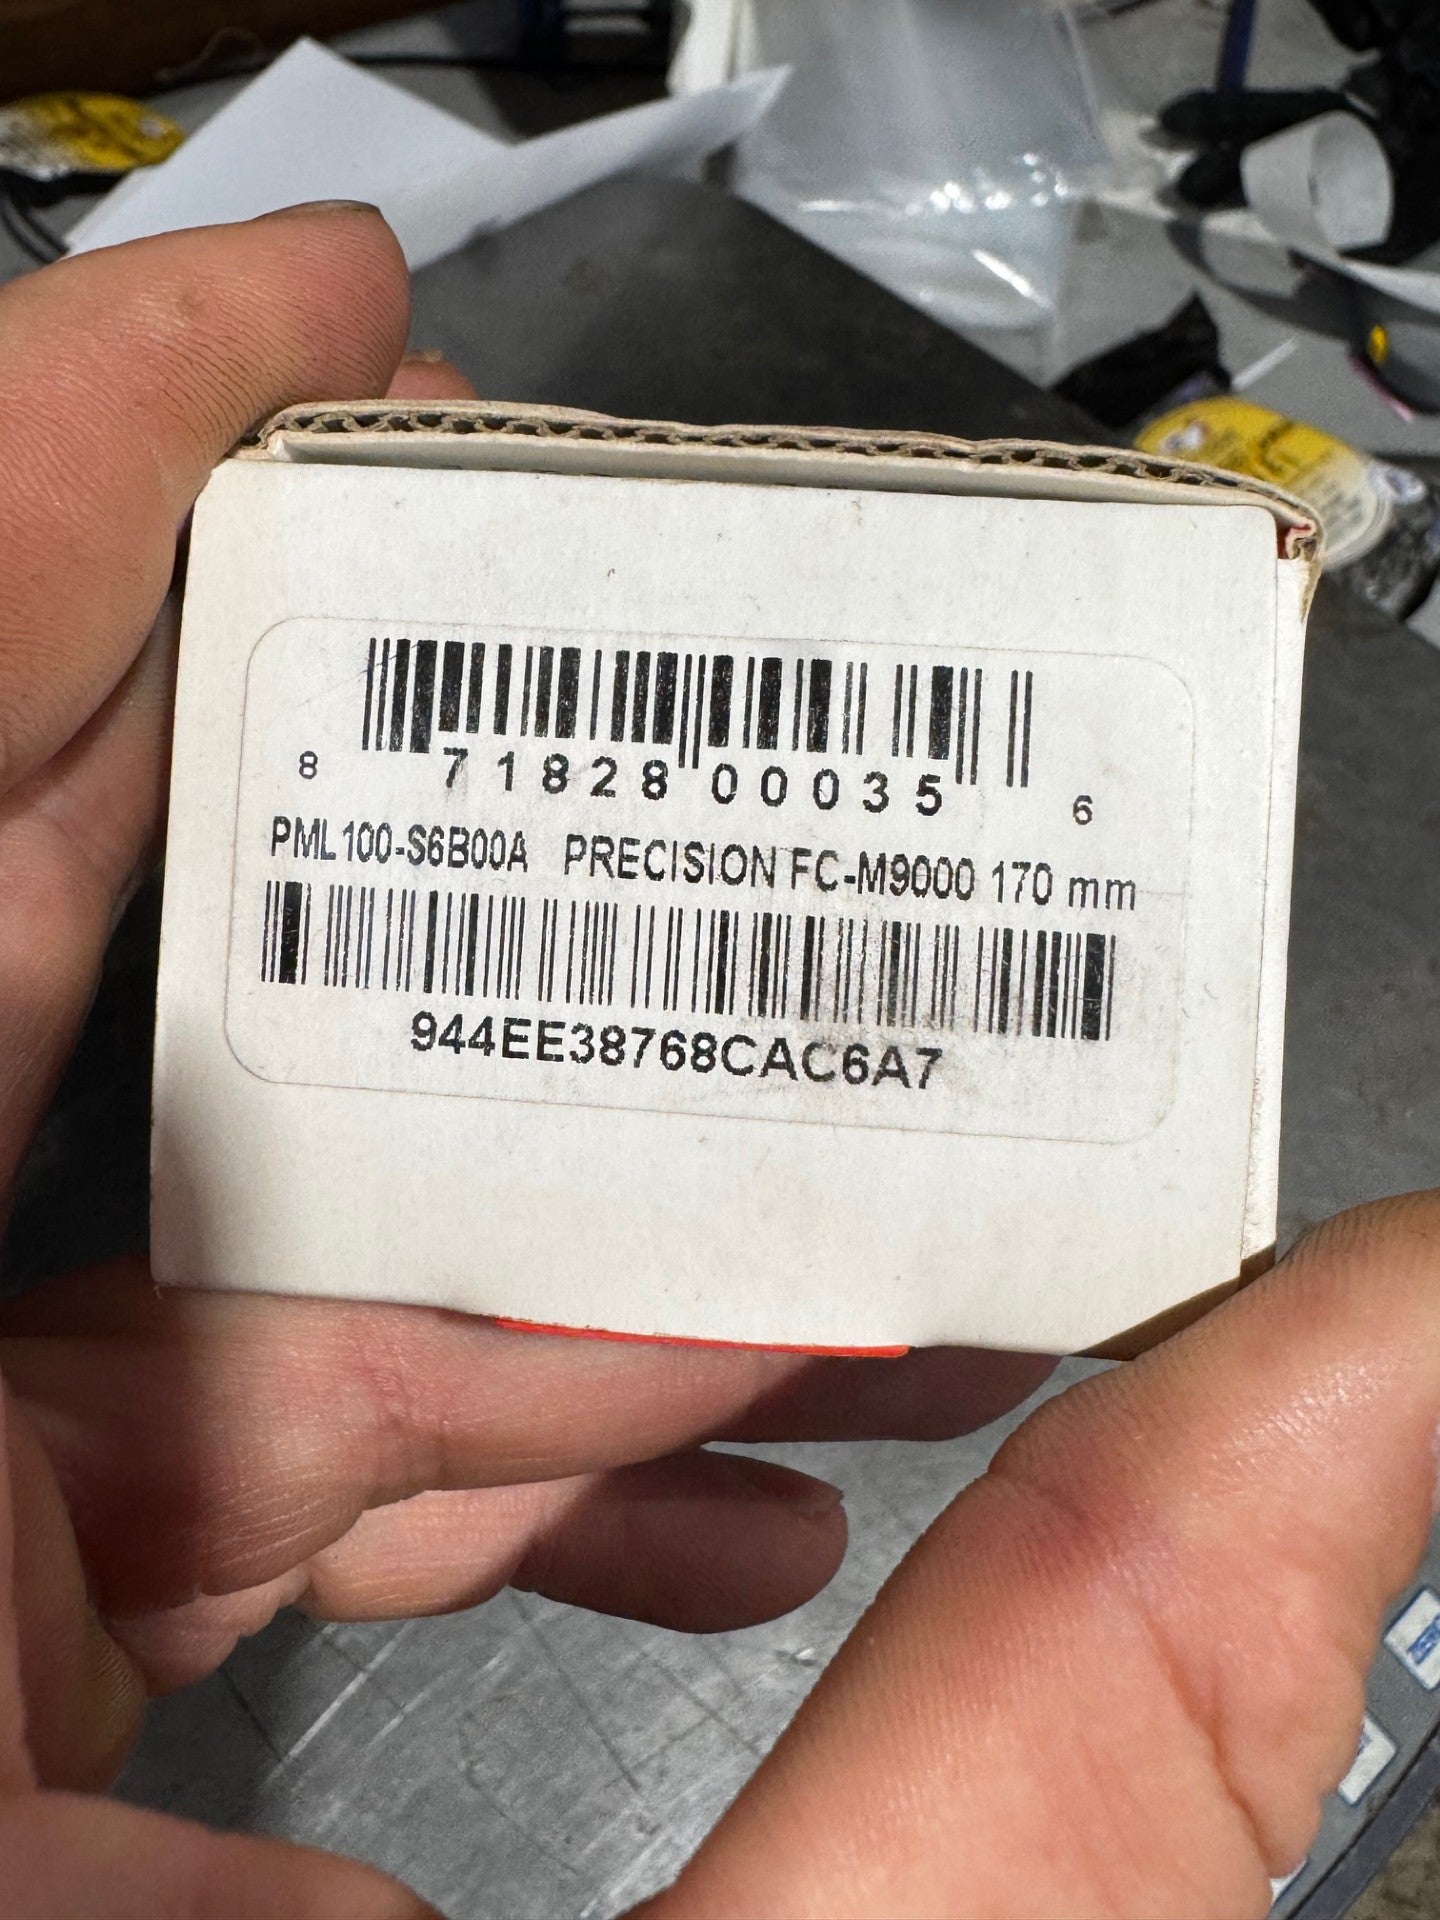 8 71828 00035 6
PML100-S6B00A PRECISION FC-M9000 170 mm
944EE38768CAC6A7